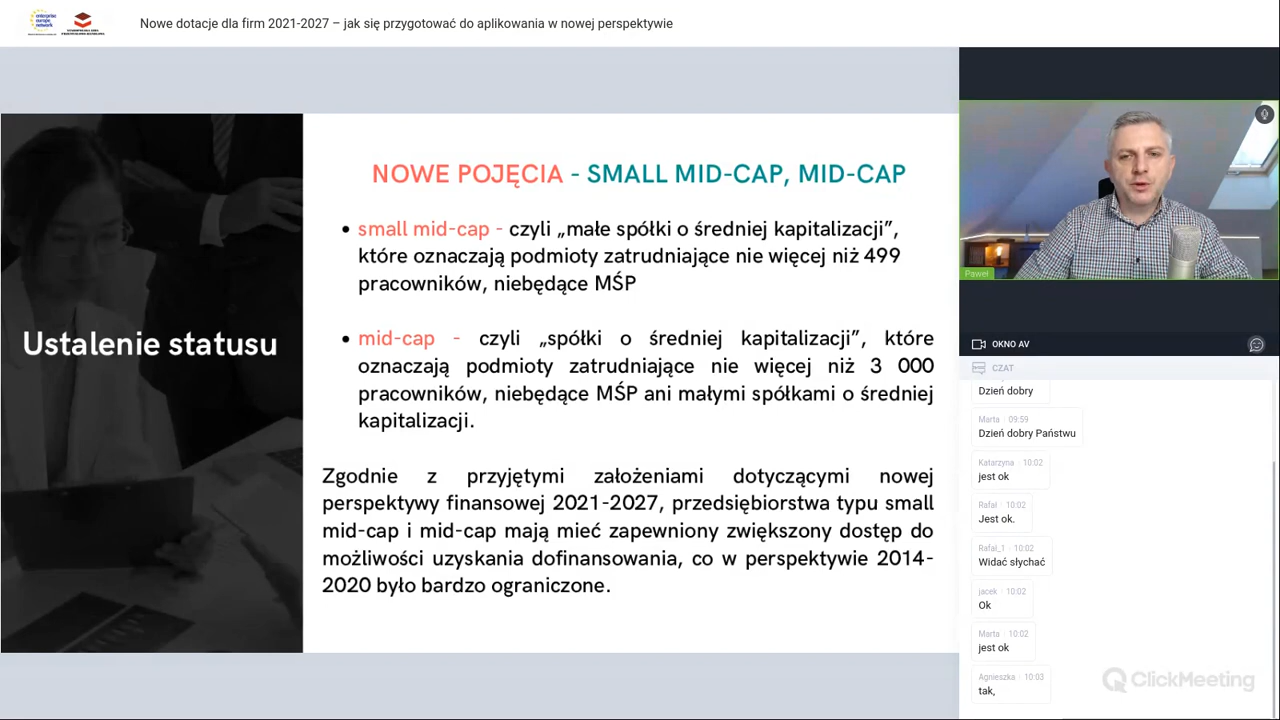 enterprise
europe
network
Nowe dotacje dla firm 2021-2027 – jak się przygotować do aplikowania w nowej perspektywie
Ustalenie statusu
NOWE POJĘCIA - SMALL MID-CAP, MID-CAP
• small mid-cap - czyli „małe spółki o średniej kapitalizacji”,
które oznaczają podmioty zatrudniające nie więcej niż 499
pracowników, niebędące MŚP
• mid-cap - czyli „spółki o średniej kapitalizacji”, które
oznaczają podmioty zatrudniające nie więcej niż 3 000
pracowników, niebędące MŚP ani małymi spółkami o średniej
kapitalizacji.
Zgodnie z przyjętymi założeniami dotyczącymi nowej
perspektywy finansowej 2021-2027, przedsiębiorstwa typu small
mid-cap i mid-cap mają mieć zapewniony zwiększony dostęp do
możliwości uzyskania dofinansowania, co w perspektywie 2014-
2020 było bardzo ograniczone.
Paweł
OKNO AV
CZAT
Dzień dobry
Marta 09:59
Dzień dobry Państwu
Katarzyna 10:02
jest ok
Rafał 10:02
Jest ok.
Rafał_1 10:02
Widać słychać
jacek 10:02
Ok
Marta 10:02
jest ok
Agnieszka 10:03
tak,
ClickMeeting